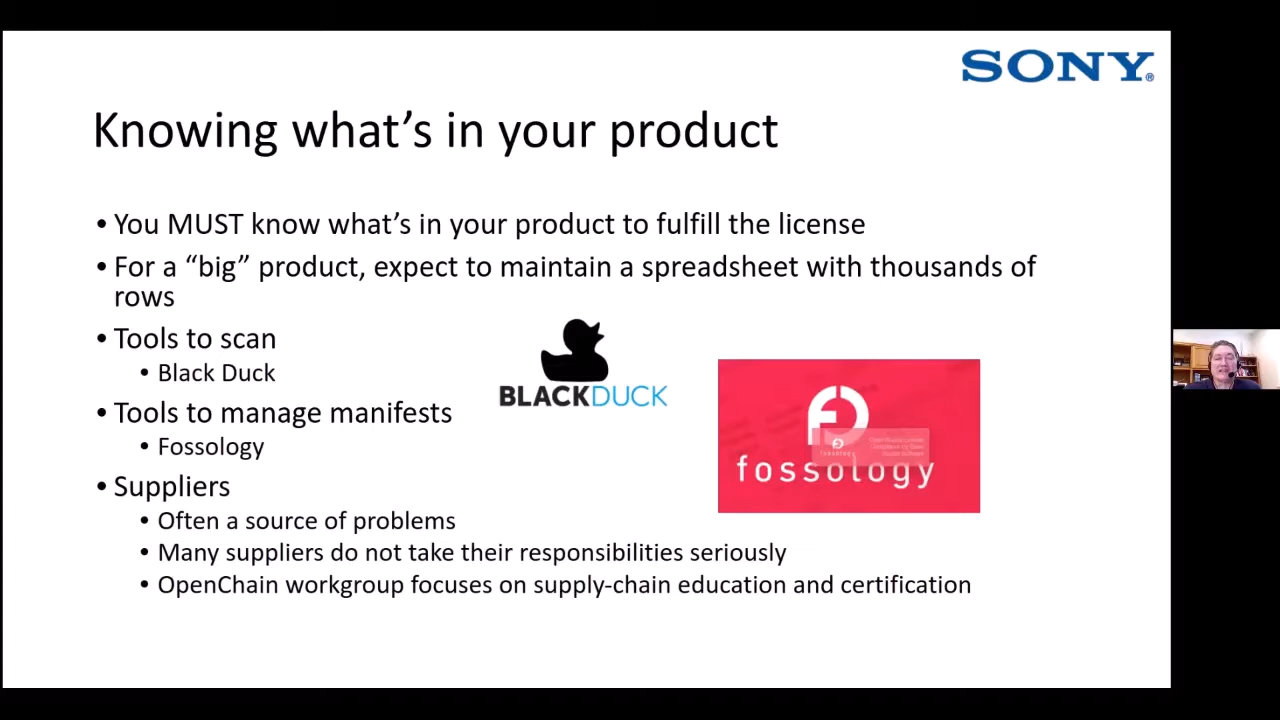 SONY®
Knowing what's in your product
• You MUST know what's in your product to fulfill the license
• For a “big” product, expect to maintain a spreadsheet with thousands of
rows
• Tools to scan
• Black Duck
BLACKDUCK
• Tools to manage manifests
• Fossology
fossology
• Suppliers
• Often a source of problems
• Many suppliers do not take their responsibilities seriously
• OpenChain workgroup focuses on supply-chain education and certification